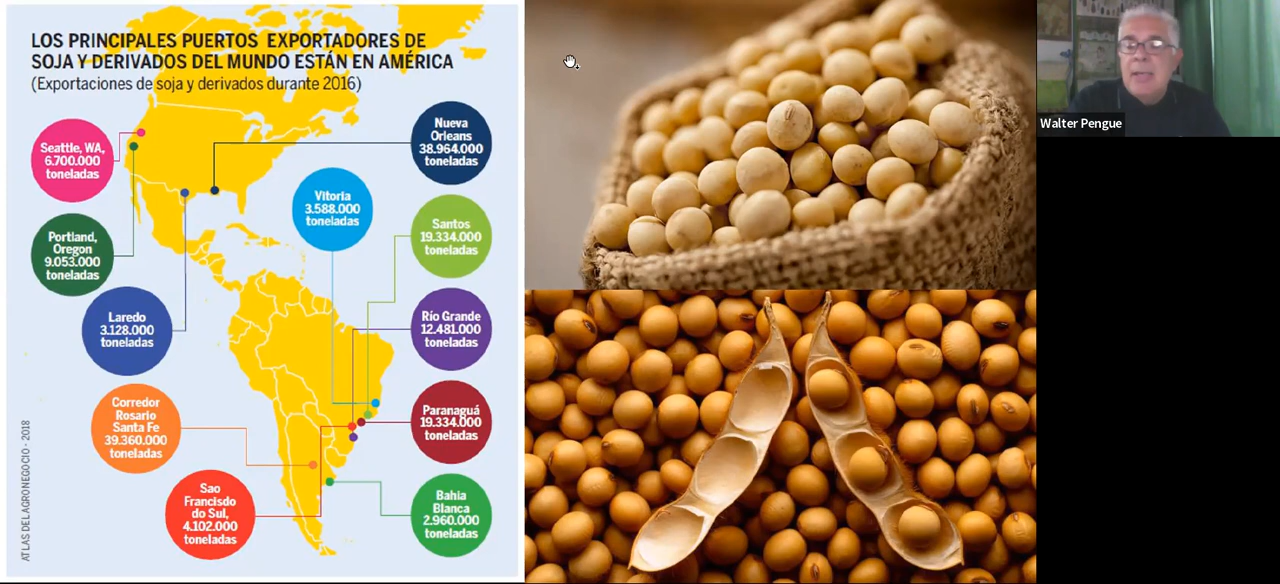 LOS PRINCIPALES PUERTOS EXPORTADORES DE
SOJA Y DERIVADOS DEL MUNDO ESTÁN EN AMÉRICA
(Exportaciones de soja y derivados durante 2016)
Seattle, WA,
6.700.000
toneladas
Nueva
Orleans
38.964.000
toneladas
Vitoria
3.588.000
toneladas
Portland,
Oregon
9.053.000
toneladas
Santos
19.334.000
toneladas
Laredo
3.128.000
toneladas
Río Grande
12.481.000
toneladas
Corredor
Rosario
Santa Fe
39.360.000
toneladas
Paranaguá
19.334.000
toneladas
Sao
Francisdo
do Sul,
4.102.000
toneladas
Bahia
Blanca
2.960.000
toneladas
ATLAS DEL AGRONEGOCIO - 2018
Walter Pengue